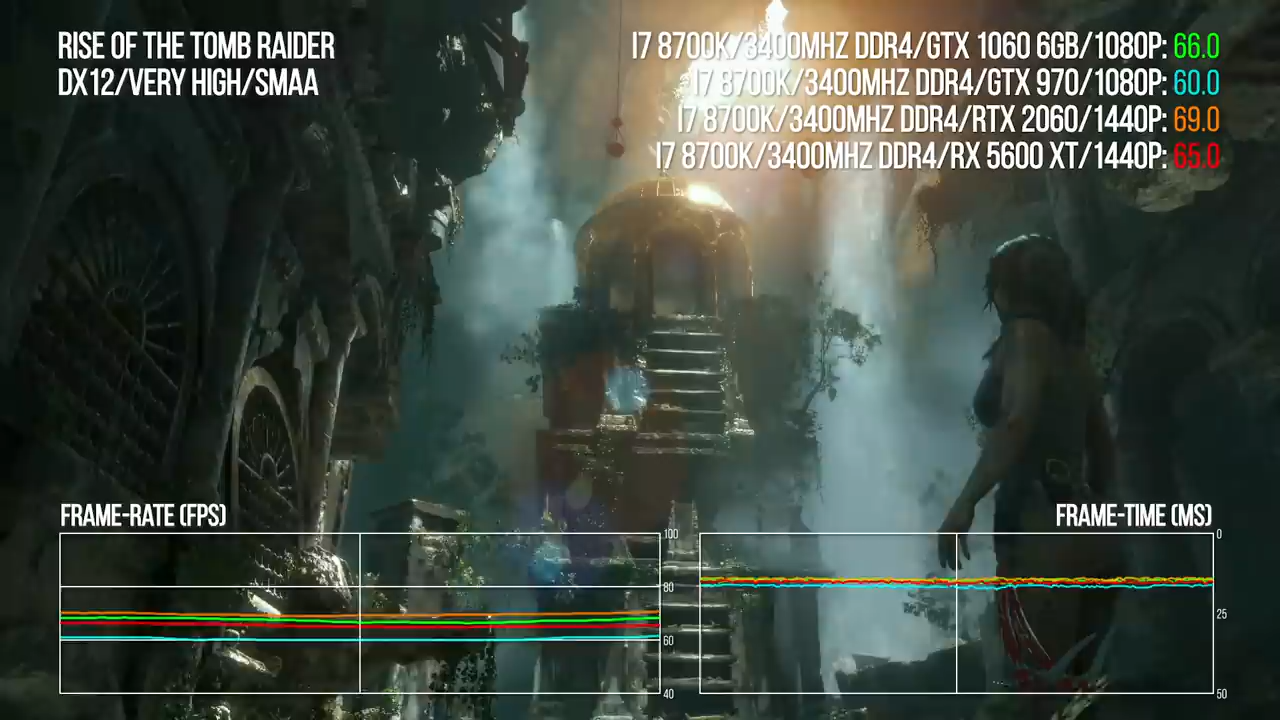 RISE OF THE TOMB RAIDER
DX12/VERY HIGH/SMAA
I7 8700K/3400MHZ DDR4/GTX 1060 6GB/1080P: 66.0
I7 8700K/3400MHZ DDR4/GTX 970/1080P: 60.0
I7 8700K/3400MHZ DDR4/RTX 2060/1440P: 69.0
I7 8700K/3400MHZ DDR4/RX 5600 XT/1440P: 65.0
FRAME-RATE (FPS)
100
80
60
40
FRAME-TIME (MS)
0
25
50